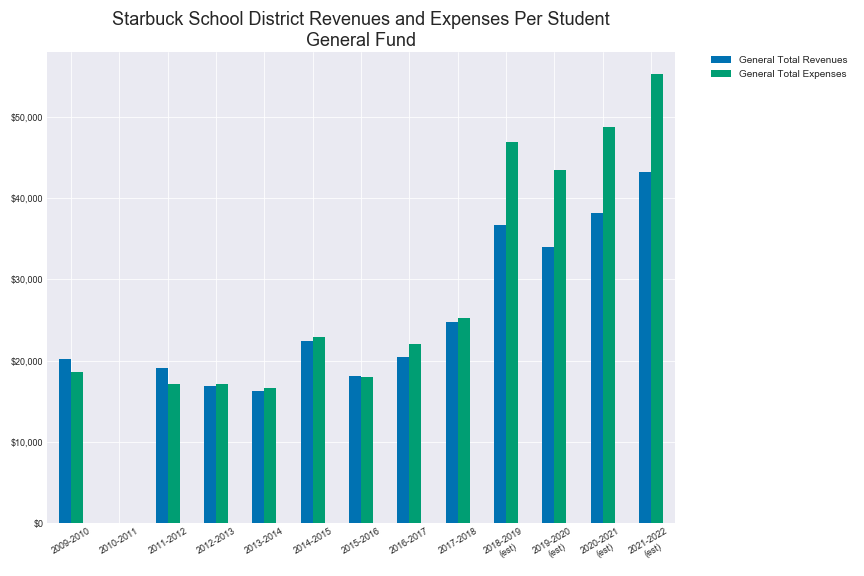 Starbuck School District Revenues and Expenses Per Student
General Fund
General Total Revenues
General Total Expenses
$50,000
$40,000
$30,000
$20,000
$10,000
$0
2009-2010
2010-2011
2011-2012
2012-2013
2013-2014
2014-2015
2015-2016
2016-2017
2017-2018
2018-2019
(est)
2019-2020
(est)
2020-2021
(est)
2021-2022
(est)